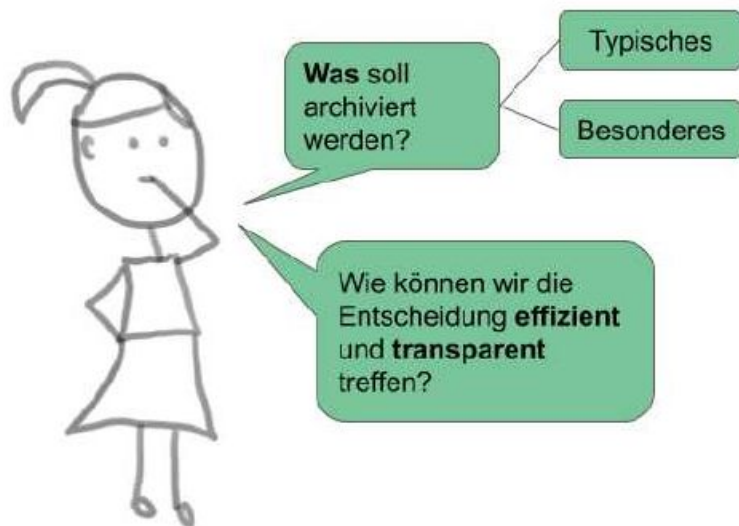 Was soll
archiviert
werden?
Typisches
Besonderes
Wie können wir die
Entscheidung effizient
und transparent
treffen?